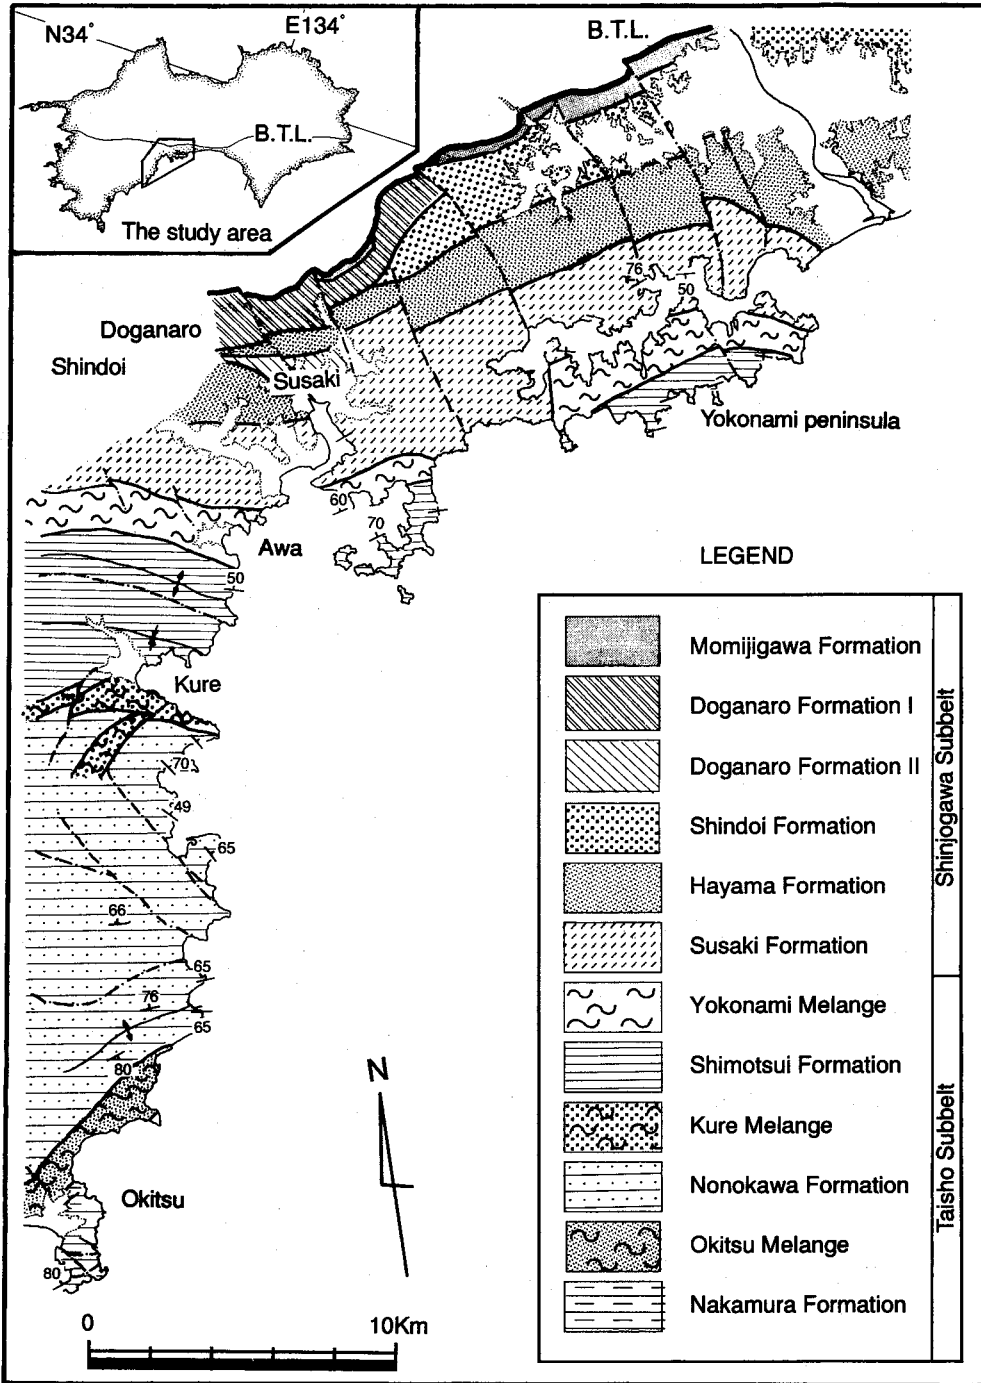 N34°
E134°
B.T.L.
The study area
B.T.L.
76
50
Doganaro
Shindoi
Susaki
Yokonami peninsula
60
70
Awa
50
Kure
70
49
65
66
65
76
65
80
Okitsu
80
N
0
10Km
LEGEND
Momijigawa Formation
Doganaro Formation I
Doganaro Formation II
Shindoi Formation
Hayama Formation
Susaki Formation
Yokonami Melange
Shimotsui Formation
Kure Melange
Nonokawa Formation
Okitsu Melange
Nakamura Formation
Shinjogawa Subbelt
Taisho Subbelt